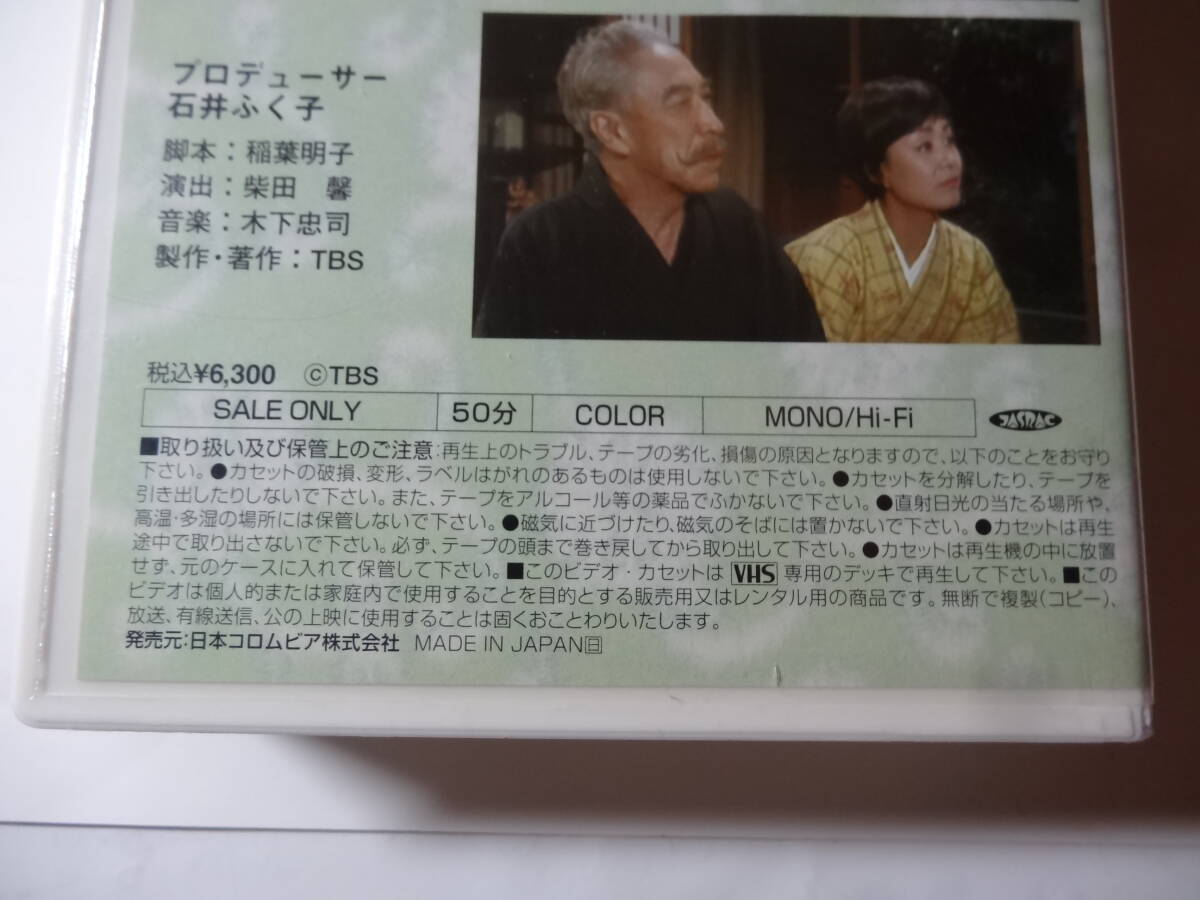 プロデューサー
石井ふく子
脚本：稲葉明子
演出：柴田　馨
音楽：木下忠司
製作・著作：TBS
税込¥6,300　ⓒTBS
SALE ONLY　50分　COLOR　MONO/Hi-Fi　JASRAC
■取り扱い及び保管上のご注意:再生上のトラブル、テープの劣化、損傷の原因となりますので、以下のことをお守り
下さい。●カセットの破損、変形、ラベルはがれのあるものは使用しないで下さい。●カセットを分解したり、テープを
引き出したりしないで下さい。また、テープをアルコール等の薬品でふかないで下さい。●直射日光の当たる場所や、
高温・多湿の場所には保管しないで下さい。●磁気に近づけたり、磁気のそばには置かないで下さい。●カセットは再生
途中で取り出さないで下さい。必ず、テープの頭まで巻き戻してから取り出して下さい。●カセットは再生機の中に放置
せず、元のケースに入れて保管して下さい。■このビデオ・カセットは VHS 専用のデッキで再生して下さい。■この
ビデオは個人的または家庭内で使用することを目的とする販売用又はレンタル用の商品です。無断で複製（コピー）、
放送、有線送信、公の上映に使用することは固くおことわりいたします。
発売元:日本コロムビア株式会社　MADE IN JAPAN回